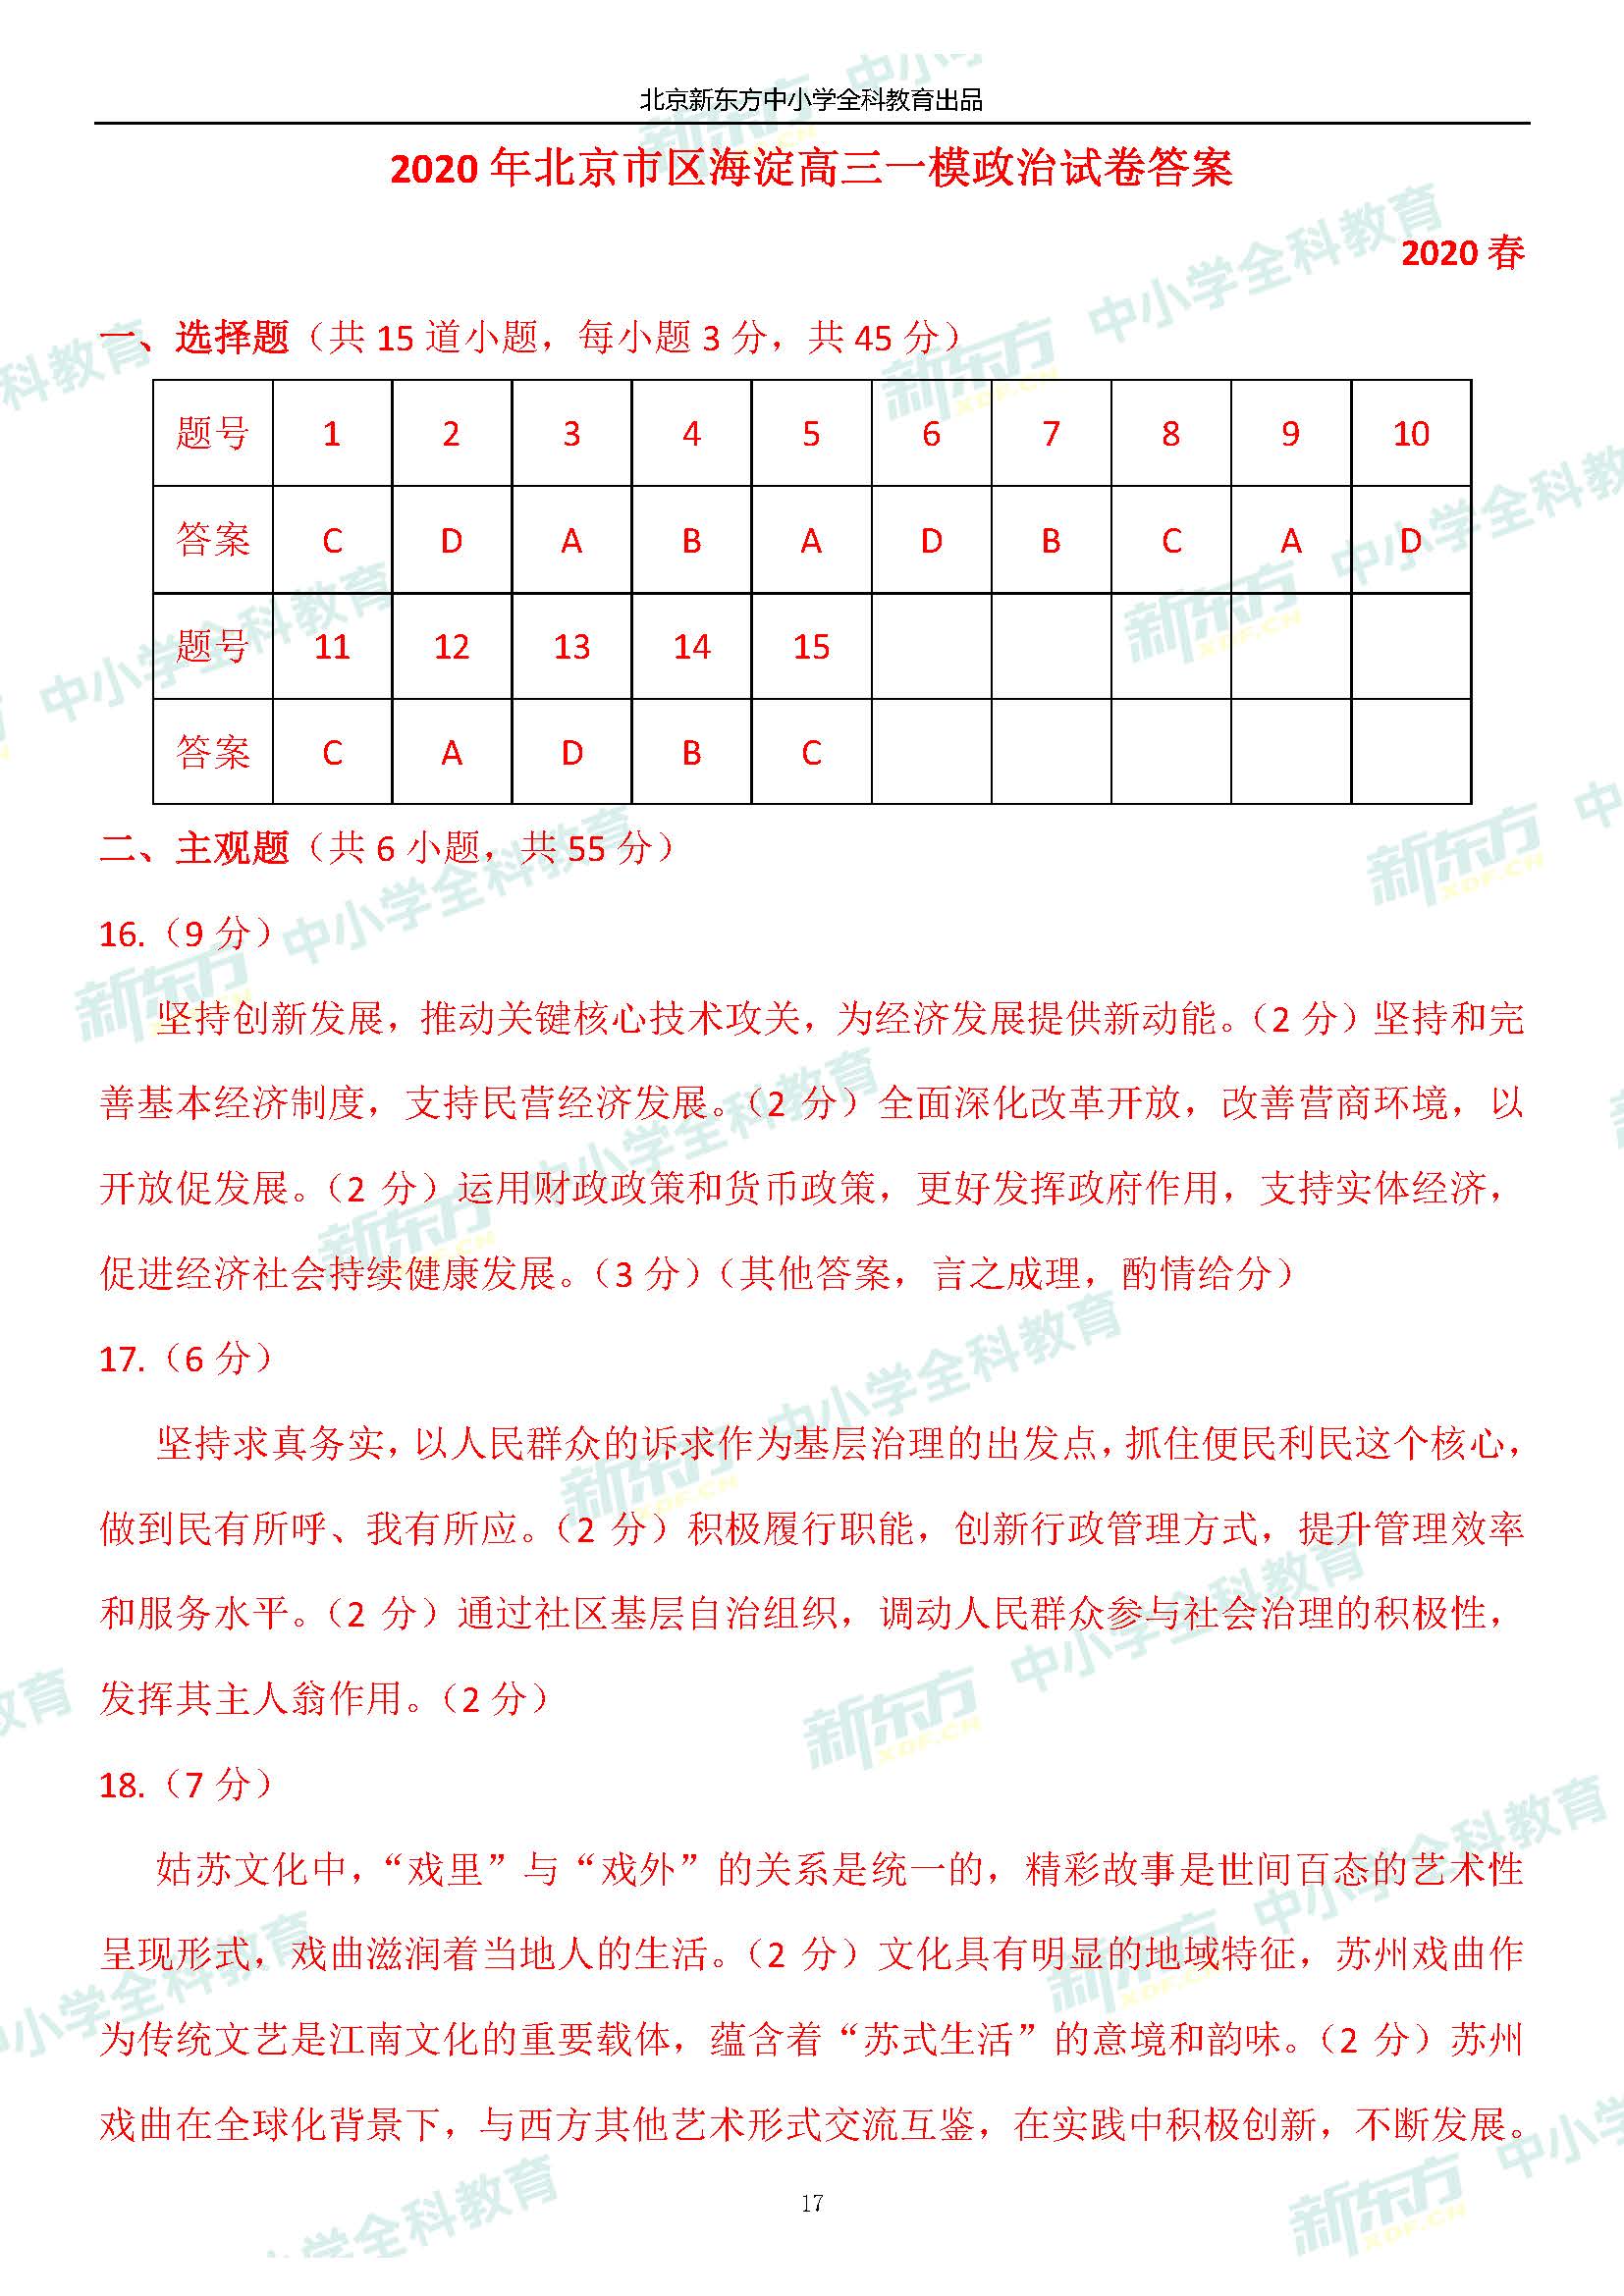 北京新东方中小学全科教育出品
2020 年北京市区海淀高三一模政治试卷答案
2020 春
一、选择题（共 15 道小题，每小题 3 分，共 45 分）
题号 1 2 3 4 5 6 7 8 9 10
答案 C D A B A D B C A D
题号 11 12 13 14 15
答案 C A D B C
二、主观题（共 6 小题，共 55 分）
16.（9 分）
坚持创新发展，推动关键核心技术攻关，为经济发展提供新动能。（2 分）坚持和完
善基本经济制度，支持民营经济发展。（2 分）全面深化改革开放，改善营商环境，以
开放促发展。（2 分）运用财政政策和货币政策，更好发挥政府作用，支持实体经济，
促进经济社会持续健康发展。（3 分）（其他答案，言之成理，酌情给分）
17.（6 分）
坚持求真务实，以人民群众的诉求作为基层治理的出发点，抓住便民利民这个核心，
做到民有所呼、我有所应。（2 分）积极履行职能，创新行政管理方式，提升管理效率
和服务水平。（2 分）通过社区基层自治组织，调动人民群众参与社会治理的积极性，
发挥其主人翁作用。（2 分）
18.（7 分）
姑苏文化中，“戏里”与“戏外”的关系是统一的，精彩故事是世间百态的艺术性
呈现形式，戏曲滋润着当地人的生活。（2 分）文化具有明显的地域特征，苏州戏曲作
为传统文艺是江南文化的重要载体，蕴含着“苏式生活”的意境和韵味。（2 分）苏州
戏曲在全球化背景下，与西方其他艺术形式交流互鉴，在实践中积极创新，不断发展。
17
新东方 XDF.CN 中小学全科教育